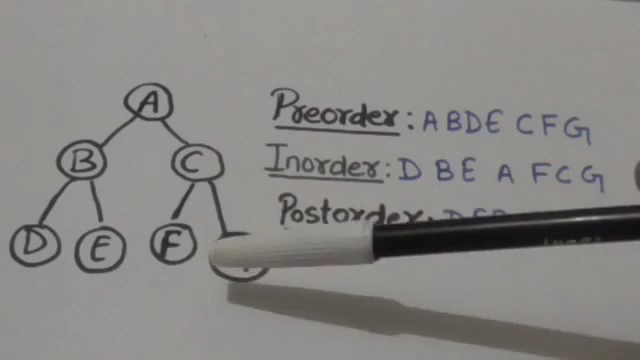 A
Preorder: A B D E C F G
B C
Inorder: D B E A F C G
Postorder: D E B
D E F